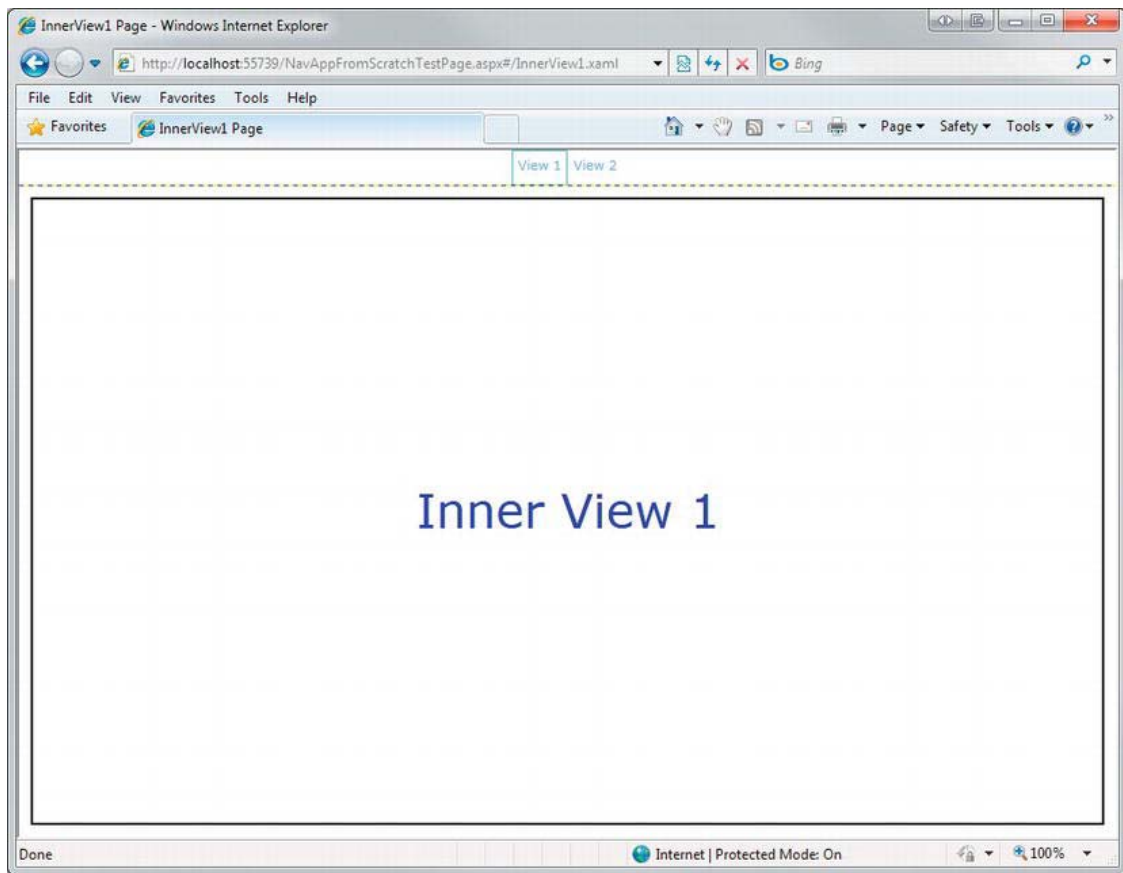 InnerView1 Page - Windows Internet Explorer
http://localhost:55739/NavAppFromScratchTestPage.aspx#/InnerView1.xaml
Bing
File Edit View Favorites Tools Help
Favorites InnerView1 Page Page Safety Tools
View 1 View 2
Inner View 1
Done Internet | Protected Mode: On 100%